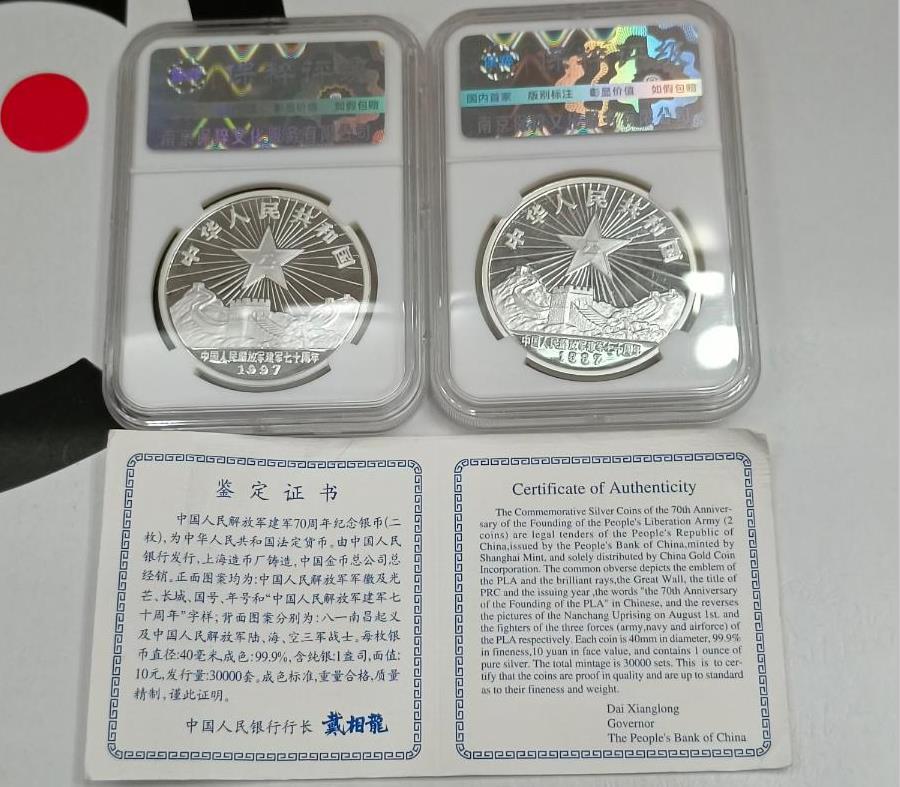 国内首家 版别标注 彰显价值 如假包赔
彰显价值 如假包赔
中华人民共和国
中国人民解放军建军七十周年
1997
中华人民共和国
中国人民解放军建军七十周年
1997
鉴定证书
中国人民解放军建军70周年纪念银币(二
枚),为中华人民共和国法定货币。由中国人民
银行发行,上海造币厂铸造,中国金币总公司总
经销。正面图案均为:中国人民解放军军徽及光
芒、长城、国号、年号和“中国人民解放军建军七
十周年”字样;背面图案分别为:八一南昌起义
及中国人民解放军陆、海、空三军战士。每枚银
币直径:40毫米,成色:99.9%,含纯银:1盎司,面值:
10元,发行量:30000套。成色标准,重量合格,质量
精制,谨此证明。
中国人民银行行长 戴相龍
Certificate of Authenticity
The Commemorative Silver Coins of the 70th Anniver-
sary of the Founding of the People's Liberation Army (2
coins) are legal tenders of the People's Republic of
China,issued by the People's Bank of China,minted by
Shanghai Mint, and solely distributed by China Gold Coin
Incorporation. The common obverse depicts the emblem of
the PLA and the brilliant rays,the Great Wall, the title of
PRC and the issuing year ,the words "the 70th Anniversary
of the Founding of the PLA" in Chinese, and the reverses
the pictures of the Nanchang Uprising on August 1st. and
the fighters of the three forces (army,navy and airforce) of
the PLA respectively. Each coin is 40mm in diameter, 99.9%
in fineness,10 yuan in face value, and contains 1 ounce of
pure silver. The total mintage is 30000 sets. This is to cer-
tify that the coins are proof in quality and are up to standard
as to their fineness and weight.
Dai Xianglong
Governor
The People's Bank of China